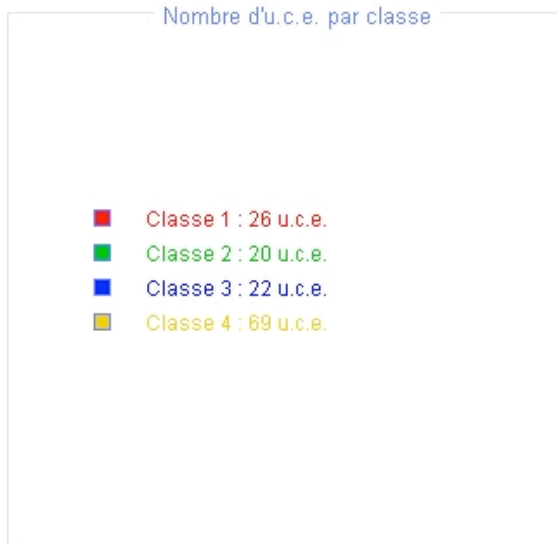 Nombre d'u.c.e. par classe
Classe 1 : 26 u.c.e.
Classe 2 : 20 u.c.e.
Classe 3 : 22 u.c.e.
Classe 4 : 69 u.c.e.